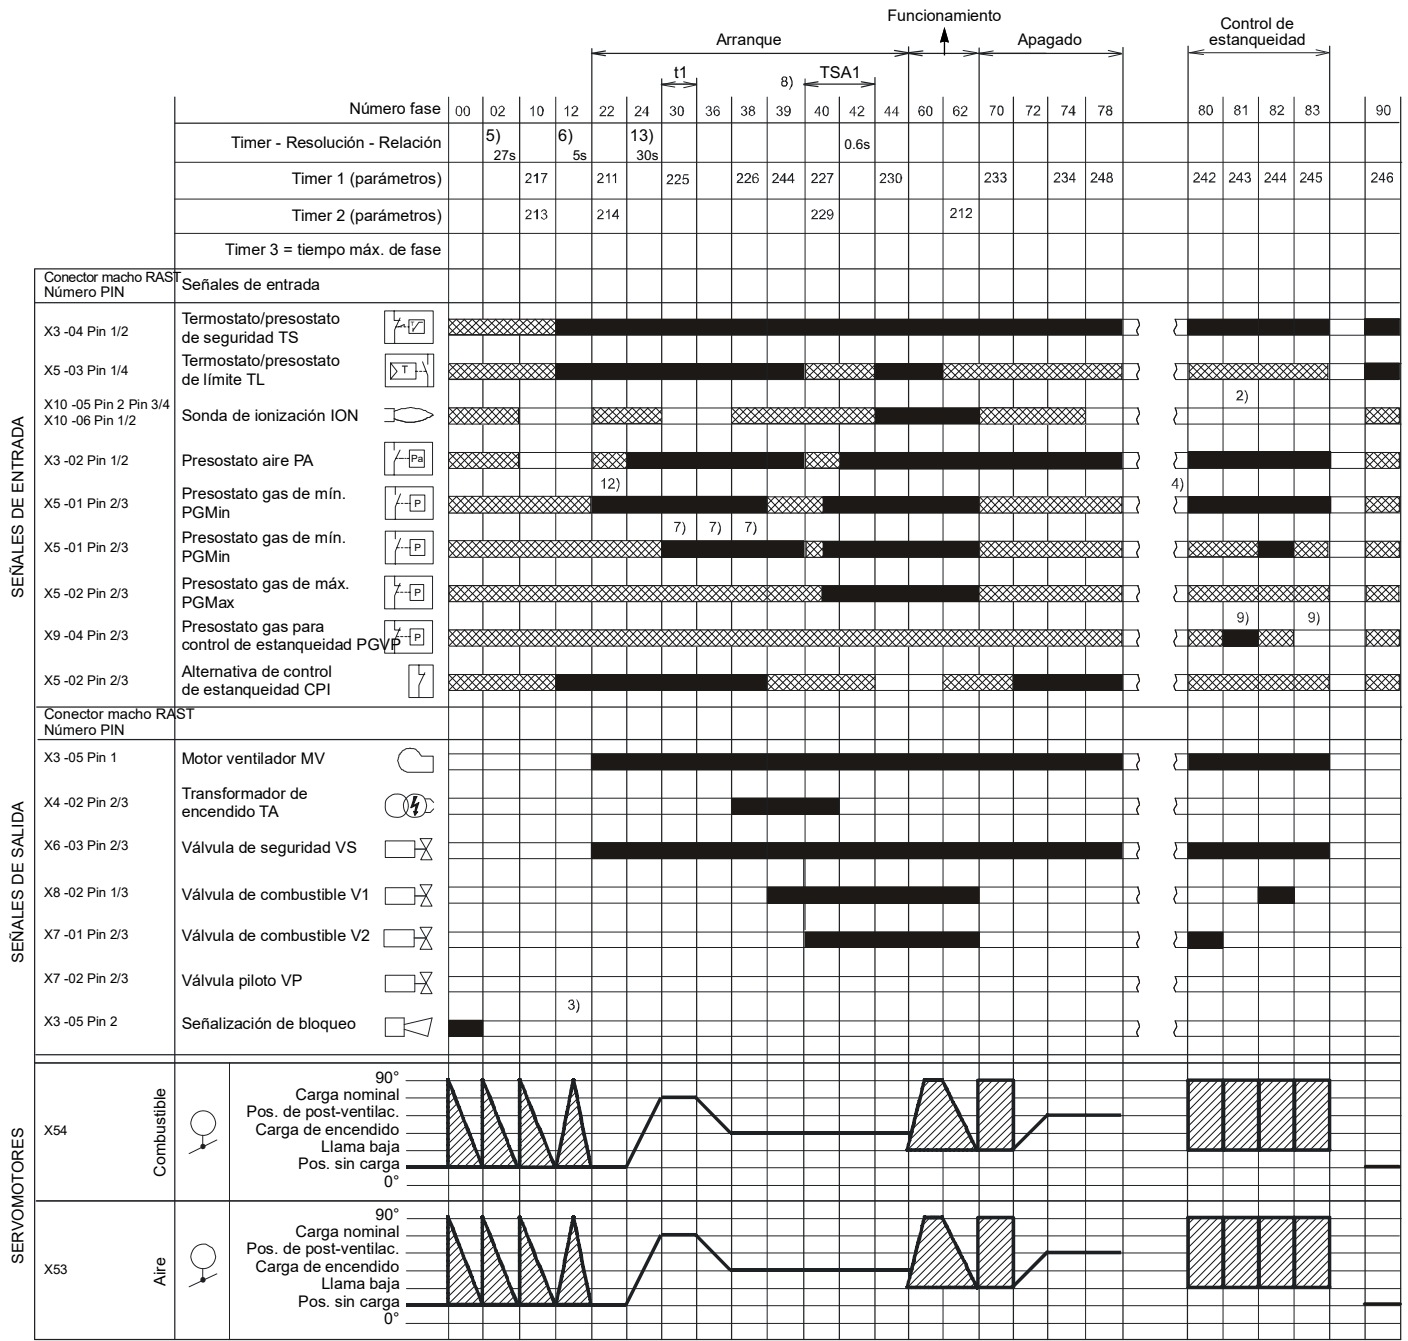 Funcionamiento
Arranque
Apagado
Control de
estanqueidad
t1
8)
TSA1
Número fase 00 02 10 12 22 24 30 36 38 39 40 42 44 60 62 70 72 74 78 80 81 82 83 90
Timer - Resolución - Relación 5) 27s 6) 5s 13) 30s 0.6s
Timer 1 (parámetros) 217 211 225 226 244 227 230 233 234 248 242 243 244 245 246
Timer 2 (parámetros) 213 214 229 212
Timer 3 = tiempo máx. de fase
Conector macho RAST
Número PIN
Señales de entrada
SEÑALES DE ENTRADA
X3 -04 Pin 1/2
Termostato/presostato
de seguridad TS
X5 -03 Pin 1/4
Termostato/presostato
de límite TL
T
X10 -05 Pin 2 Pin 3/4
X10 -06 Pin 1/2
Sonda de ionización ION
2)
X3 -02 Pin 1/2
Presostato aire PA
Pa
12)
4)
X5 -01 Pin 2/3
Presostato gas de mín.
PGMin
P
7) 7) 7)
X5 -01 Pin 2/3
Presostato gas de mín.
PGMin
P
X5 -02 Pin 2/3
Presostato gas de máx.
PGMax
P
9) 9)
X9 -04 Pin 2/3
Presostato gas para
control de estanqueidad PGVP
P
X5 -02 Pin 2/3
Alternativa de control
de estanqueidad CPI
Conector macho RAST
Número PIN
SEÑALES DE SALIDA
X3 -05 Pin 1
Motor ventilador MV
X4 -02 Pin 2/3
Transformador de
encendido TA
X6 -03 Pin 2/3
Válvula de seguridad VS
X8 -02 Pin 1/3
Válvula de combustible V1
X7 -01 Pin 2/3
Válvula de combustible V2
X7 -02 Pin 2/3
Válvula piloto VP
3)
X3 -05 Pin 2
Señalización de bloqueo
SERVOMOTORES
X54
Combustible
90°
Carga nominal
Pos. de post-ventilac.
Carga de encendido
Llama baja
Pos. sin carga
0°
X53
Aire
90°
Carga nominal
Pos. de post-ventilac.
Carga de encendido
Llama baja
Pos. sin carga
0°